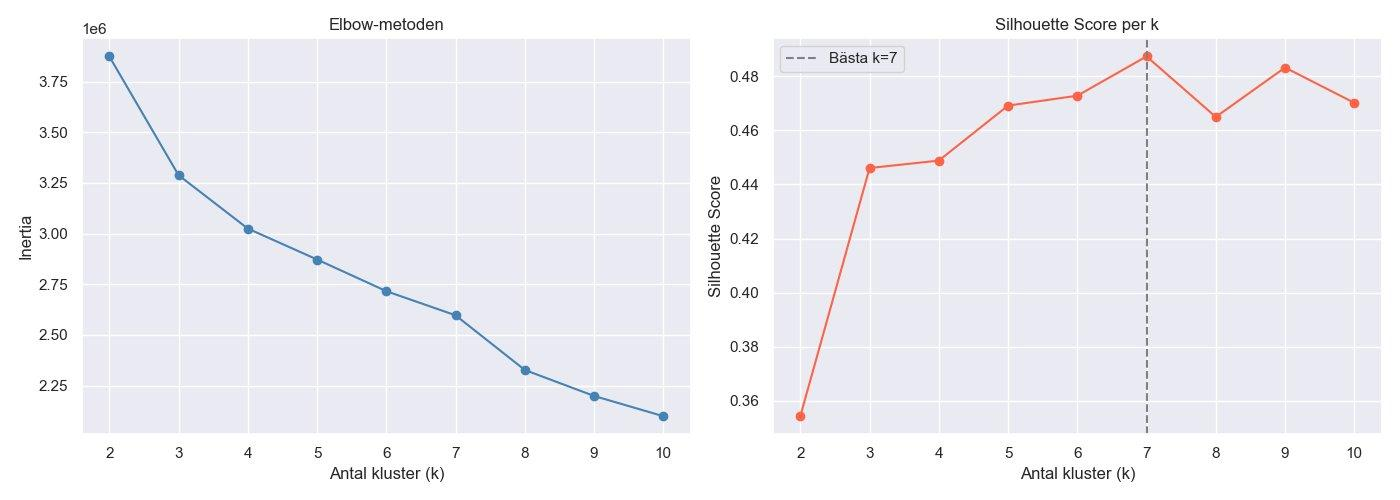 Elbow-metoden
1e6
3.75
3.50
3.25
3.00
2.75
2.50
2.25
Inertia
2 3 4 5 6 7 8 9 10
Antal kluster (k)
Silhouette Score per k
Bästa k=7
0.48
0.46
0.44
0.42
0.40
0.38
0.36
Silhouette Score
2 3 4 5 6 7 8 9 10
Antal kluster (k)